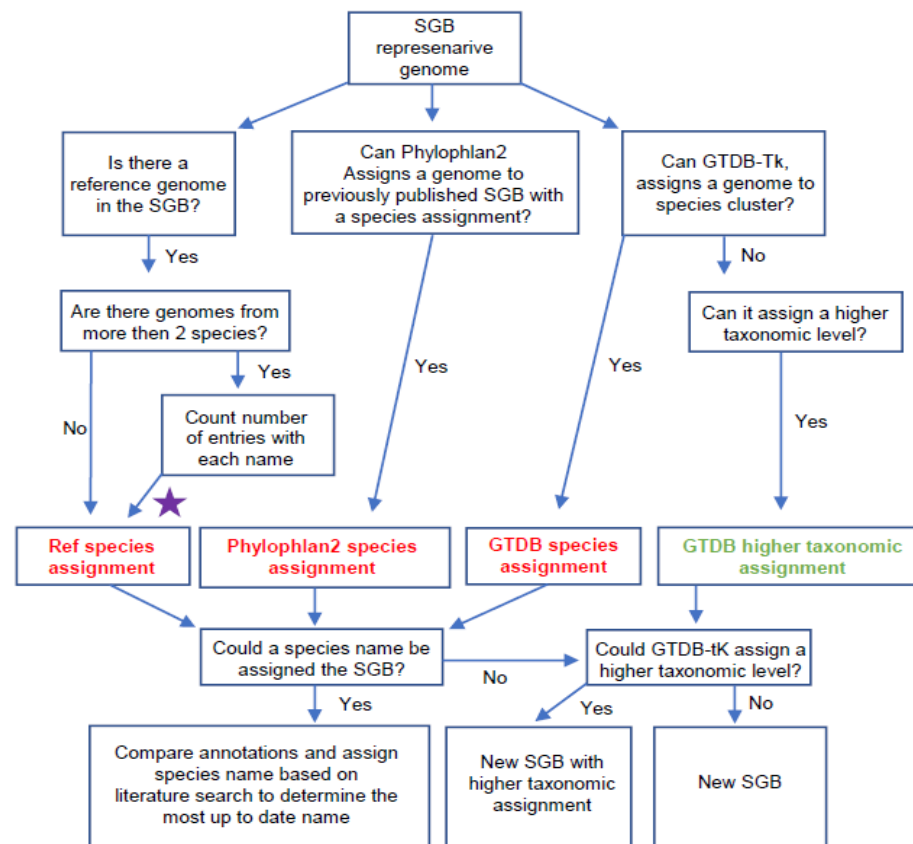 SGB
represenarive
genome
Is there a
reference genome
in the SGB?
Can Phylophlan2
Assigns a genome to
previously published SGB with
a species assignment?
Can GTDB-Tk,
assigns a genome to
species cluster?
Yes
No
Are there genomes from
more then 2 species?
Can it assign a higher
taxonomic level?
Yes
Yes
Yes
Yes
No
Count number
of entries with
each name
Ref species
assignment
Phylophlan2 species
assignment
GTDB species
assignment
GTDB higher taxonomic
assignment
Could a species name be
assigned the SGB?
No
Could GTDB-tK assign a
higher taxonomic level?
Yes
Yes
No
Compare annotations and assign
species name based on
literature search to determine the
most up to date name
New SGB with
higher taxonomic
assignment
New SGB